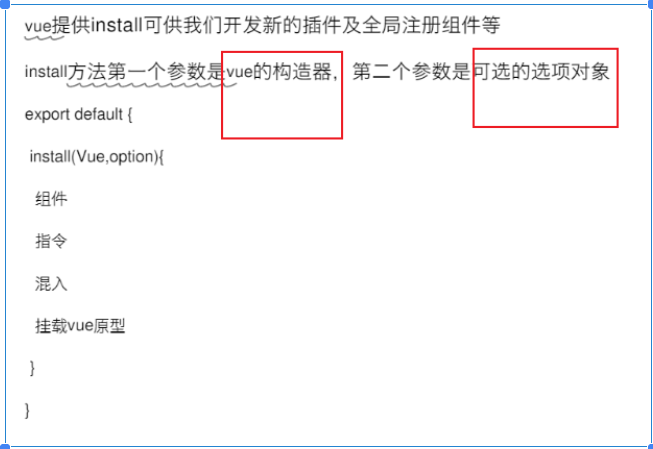 vue提供install可供我们开发新的插件及全局注册组件等
install方法第一个参数是vue的构造器，第二个参数是可选的选项对象
export default {
install(Vue,option){
组件
指令
混入
挂载vue原型
}
}